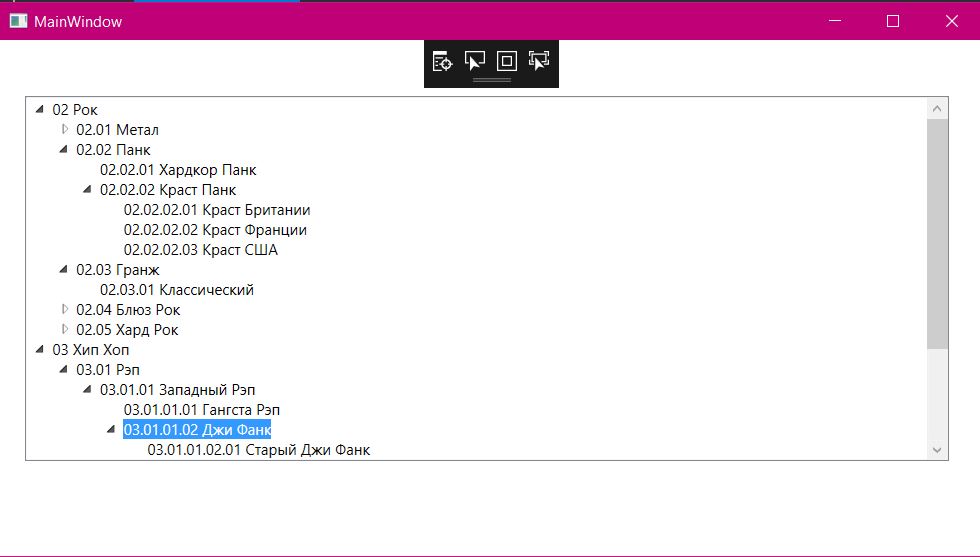 MainWindow
02 Рок
02.01 Метал
02.02 Панк
02.02.01 Хардкор Панк
02.02.02 Краст Панк
02.02.02.01 Краст Британии
02.02.02.02 Краст Франции
02.02.02.03 Краст США
02.03 Гранж
02.03.01 Классический
02.04 Блюз Рок
02.05 Хард Рок
03 Хип Хоп
03.01 Рэп
03.01.01 Западный Рэп
03.01.01.01 Гангста Рэп
03.01.01.02 Джи Фанк
03.01.01.02.01 Старый Джи Фанк